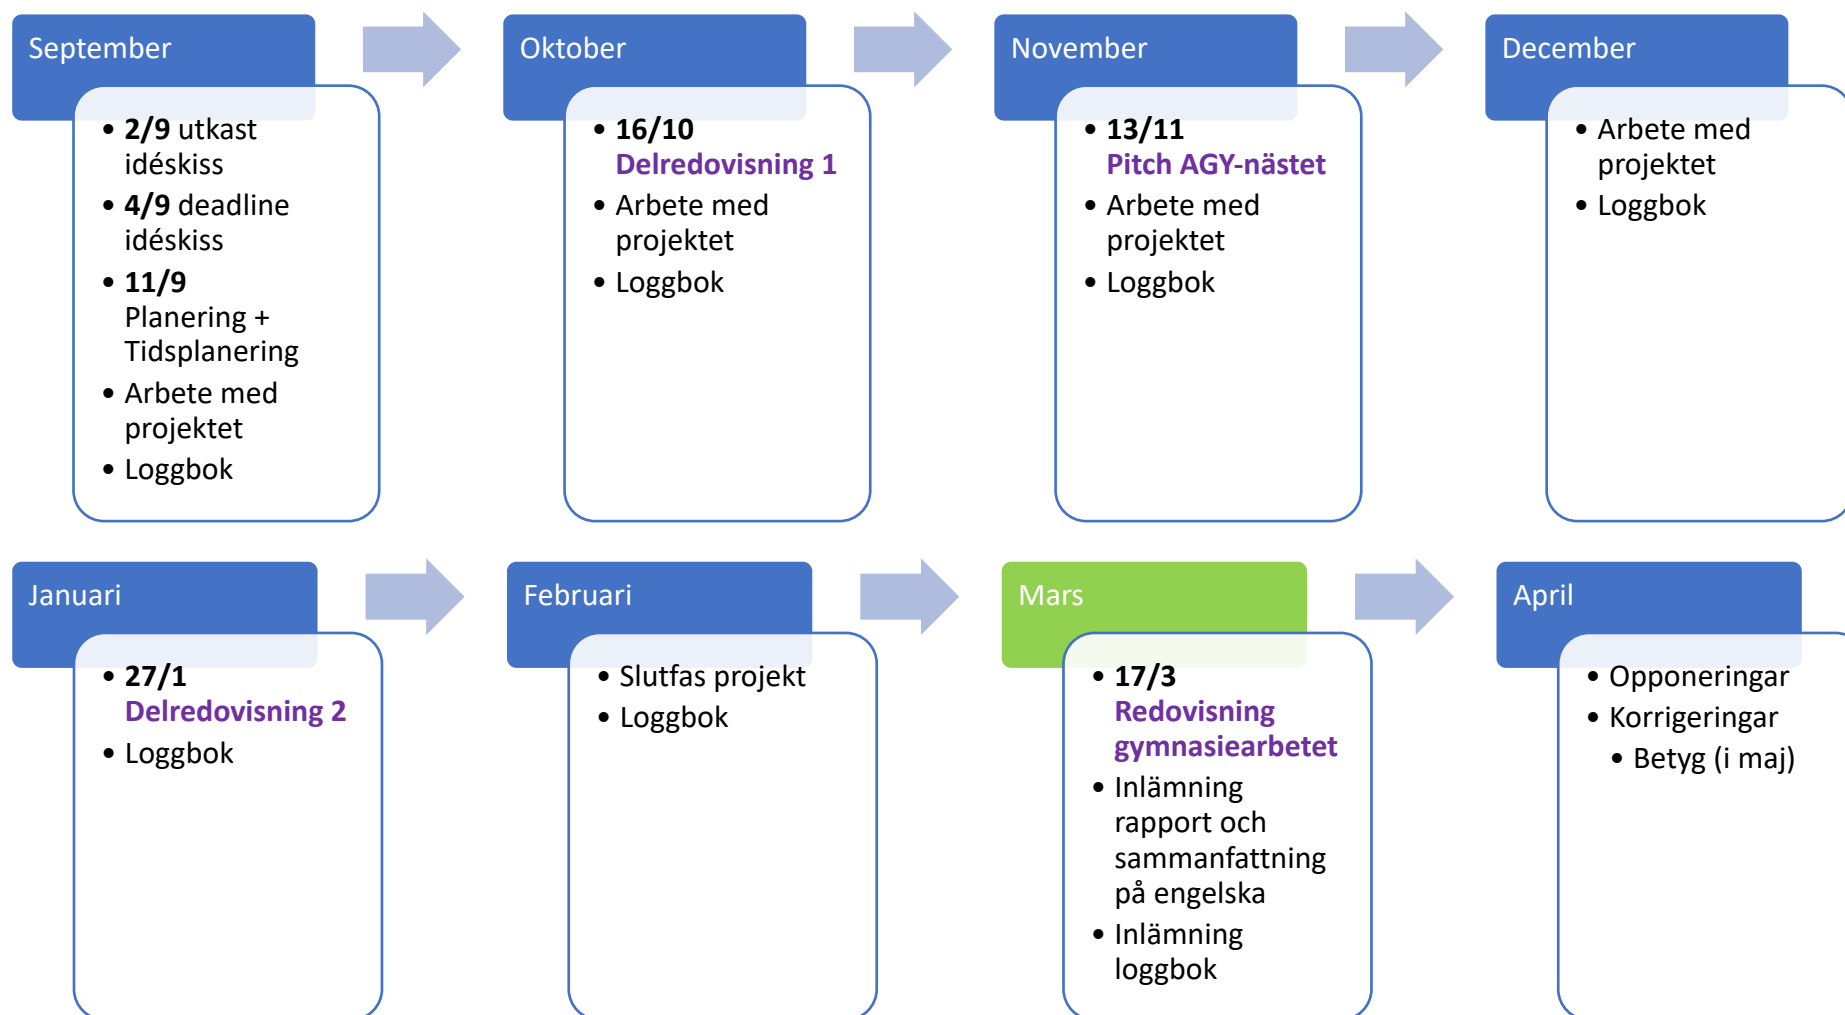 September
• 2/9 utkast
idéskiss
• 4/9 deadline
idéskiss
• 11/9
Planering +
Tidsplanering
• Arbete med
projektet
• Loggbok
Oktober
• 16/10
Delredovisning 1
• Arbete med
projektet
• Loggbok
November
• 13/11
Pitch AGY-nästet
• Arbete med
projektet
• Loggbok
December
• Arbete med
projektet
• Loggbok
Januari
• 27/1
Delredovisning 2
• Loggbok
Februari
• Slutfas projekt
• Loggbok
Mars
• 17/3
Redovisning
gymnasiearbetet
• Inlämning
rapport och
sammanfattning
på engelska
• Inlämning
loggbok
April
• Opponeringar
• Korrigeringar
• Betyg (i maj)